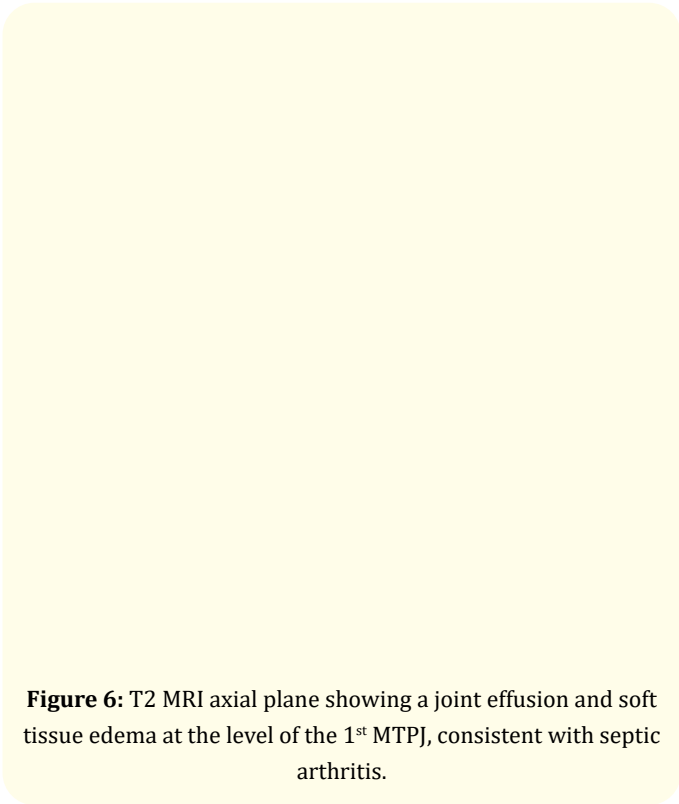 Figure 6: T2 MRI axial plane showing a joint effusion and soft
tissue edema at the level of the 1st MTPJ, consistent with septic
arthritis.